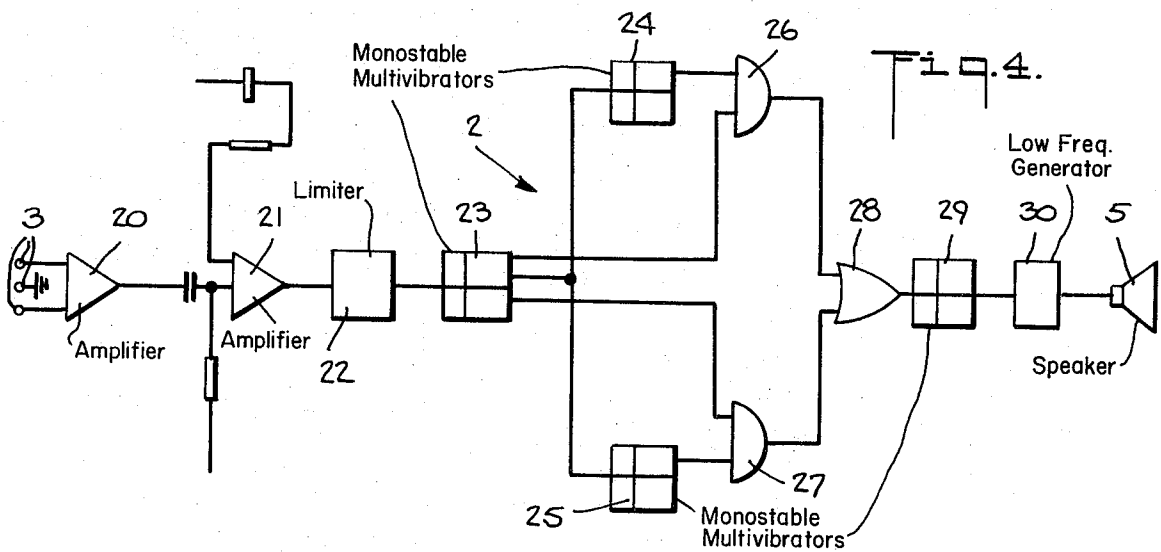 24
26
Fig.4.
Monostable
Multivibrators
2
Low Freq.
Generator
Limiter
3
20
21
23
28
29
30
5
Amplifier
Amplifier
22
Speaker
27
25
Monostable
Multivibrators